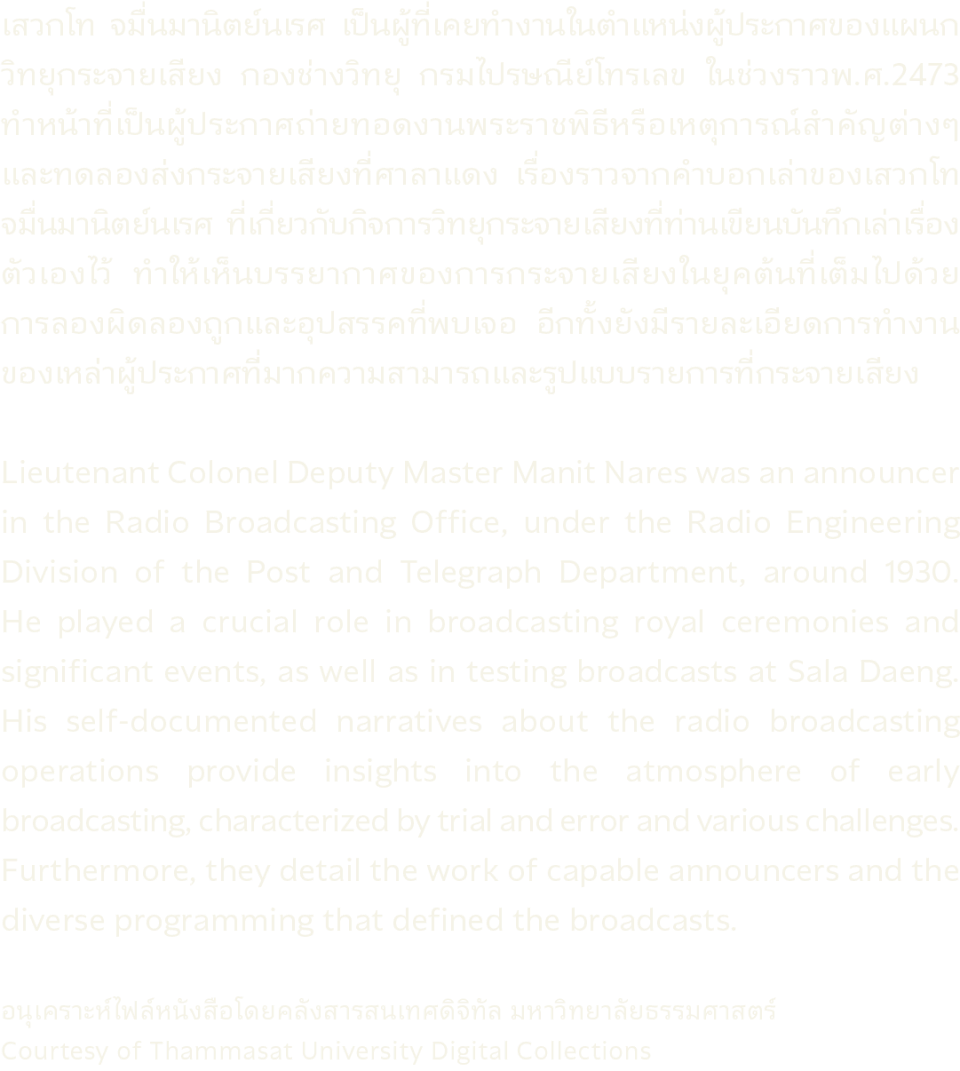 เสวกโท จมื่นมานิตย์นเรศ เป็นผู้ที่เคยทำงานในตำแหน่งผู้ประกาศของแผนก
วิทยุกระจายเสียง กองช่างวิทยุ กรมไปรษณีย์โทรเลข ในช่วงราวพ.ศ.2473
ทำหน้าที่เป็นผู้ประกาศถ่ายทอดงานพระราชพิธีหรือเหตุการณ์สำคัญต่างๆ
และทดลองส่งกระจายเสียงที่ศาลาแดง เรื่องราวจากคำบอกเล่าของเสวกโท
จมื่นมานิตย์นเรศ ที่เกี่ยวกับกิจการวิทยุกระจายเสียงที่ท่านเขียนบันทึกเล่าเรื่อง
ตัวเองไว้ ทำให้เห็นบรรยากาศของการกระจายเสียงในยุคต้นที่เต็มไปด้วย
การลองผิดลองถูกและอุปสรรคที่พบเจอ อีกทั้งยังมีรายละเอียดการทำงาน
ของเหล่าผู้ประกาศที่มากความสามารถและรูปแบบรายการที่กระจายเสียง
Lieutenant Colonel Deputy Master Manit Nares was an announcer
in the Radio Broadcasting Office, under the Radio Engineering
Division of the Post and Telegraph Department, around 1930.
He played a crucial role in broadcasting royal ceremonies and
significant events, as well as in testing broadcasts at Sala Daeng.
His self-documented narratives about the radio broadcasting
operations provide insights into the atmosphere of early
broadcasting, characterized by trial and error and various challenges.
Furthermore, they detail the work of capable announcers and the
diverse programming that defined the broadcasts.
อนุเคราะห์ไฟล์หนังสือโดยคลังสารสนเทศดิจิทัล มหาวิทยาลัยธรรมศาสตร์
Courtesy of Thammasat University Digital Collections